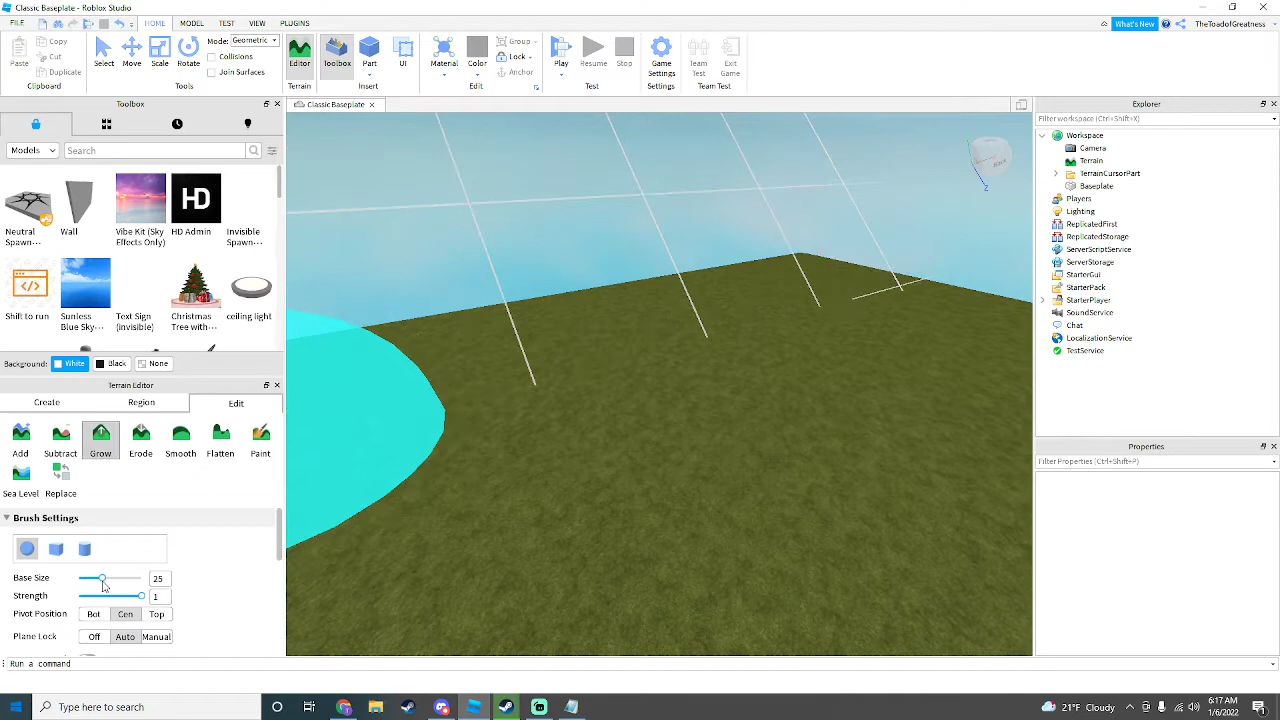 Classic Baseplate - Roblox Studio
FILE HOME MODEL TEST VIEW PLUGINS What's New TheToadofGreatness
Paste Copy Cut Duplicate Clipboard
Select Move Scale Rotate Mode: Geometric Collisions Join Surfaces Tools
Editor Terrain
Toolbox Part UI Insert
Material Color Group Lock Anchor Edit
Play Resume Stop Test
Game Settings Settings
Team Test Exit Game Team Test
Toolbox
Models Search
Neutral Spawn...
Wall
Vibe Kit (Sky Effects Only)
HD
HD Admin
Invisible Spawn...
Shift to run
Sunless Blue Sky...
Text Sign (invisible)
Christmas Tree with...
ceiling light
Background: White Black None
Terrain Editor
Create Region Edit
Add Subtract Grow Erode Smooth Flatten Paint
Sea Level Replace
Brush Settings
Base Size 25
Strength 1
Pivot Position Bot Cen Top
Plane Lock Off Auto Manual
Run a command
Classic Baseplate
Back
Z
Explorer
Filter workspace (Ctrl+Shift+X)
Workspace
Camera
Terrain
TerrainCursorPart
Baseplate
Players
Lighting
ReplicatedFirst
ReplicatedStorage
ServerScriptService
ServerStorage
StarterGui
StarterPack
StarterPlayer
SoundService
Chat
LocalizationService
TestService
Properties
Filter Properties (Ctrl+Shift+P)
Type here to search
22°F Cloudy
6:17 AM
1/6/2022